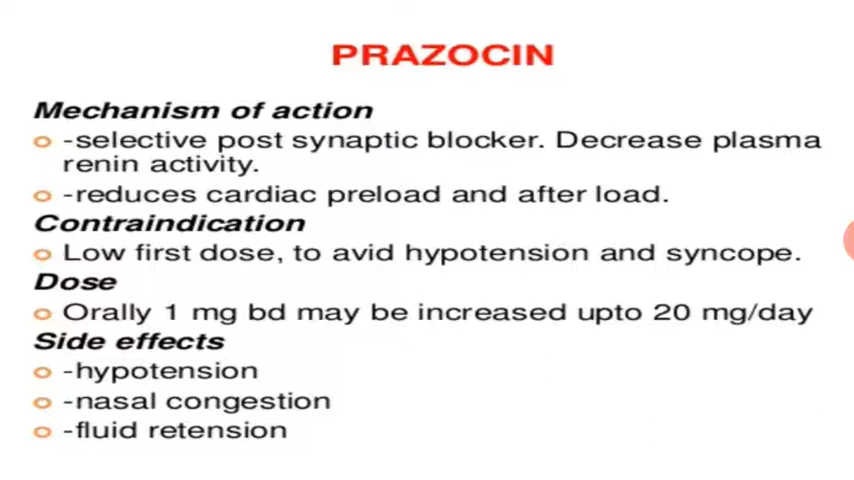 PRAZOCIN
Mechanism of action
-selective post synaptic blocker. Decrease plasma
renin activity.
-reduces cardiac preload and after load.
Contraindication
Low first dose, to avid hypotension and syncope.
Dose
Orally 1 mg bd may be increased upto 20 mg/day
Side effects
-hypotension
-nasal congestion
-fluid retension